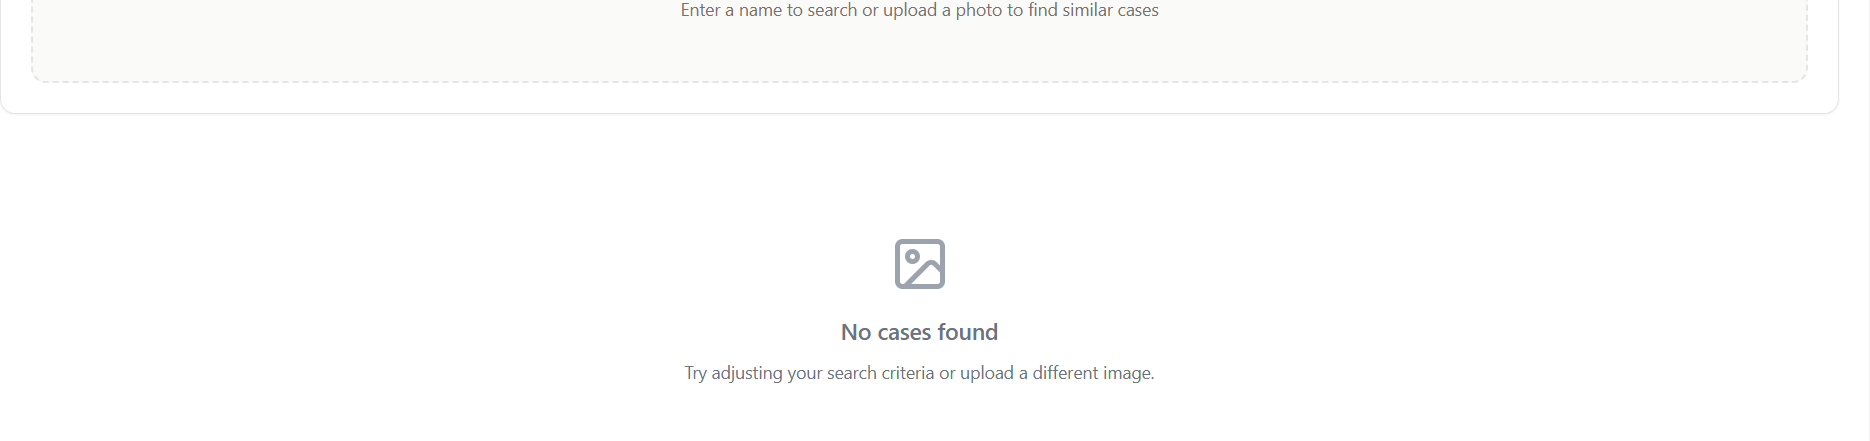 Enter a name to search or upload a photo to find similar cases
No cases found
Try adjusting your search criteria or upload a different image.